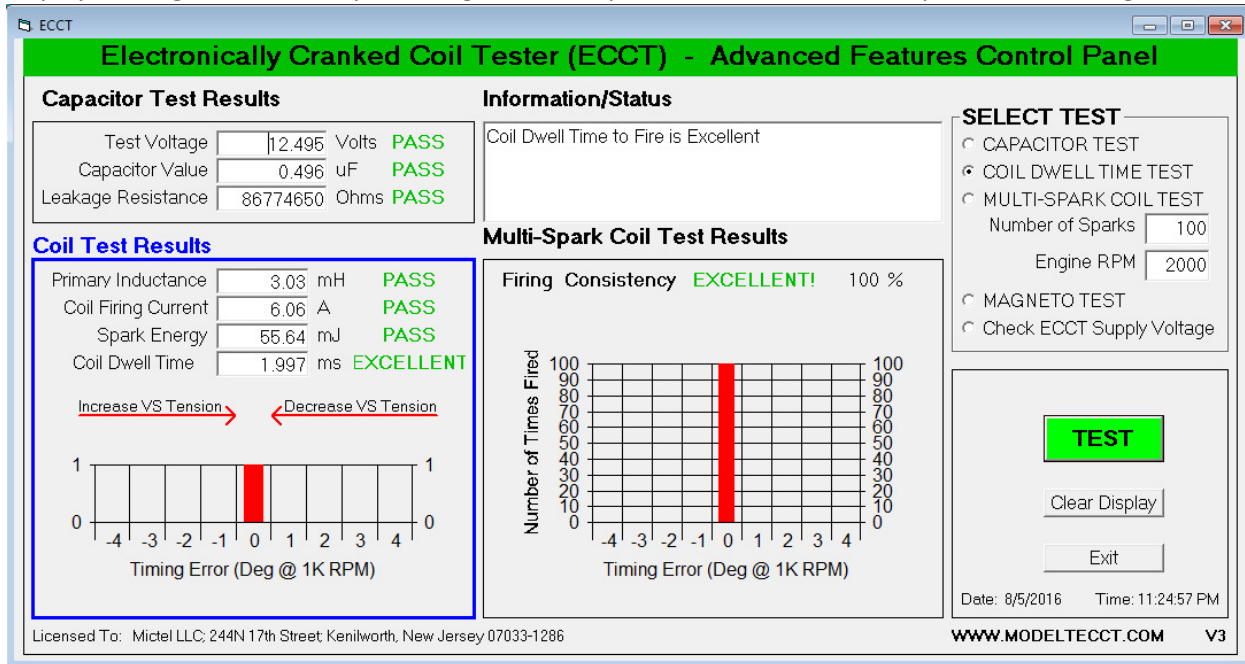 ECCT
Electronically Cranked Coil Tester (ECCT) - Advanced Features Control Panel
Capacitor Test Results
Test Voltage 12.495 Volts PASS
Capacitor Value 0.496 uF PASS
Leakage Resistance 86774650 Ohms PASS
Information/Status
Coil Dwell Time to Fire is Excellent
SELECT TEST
CAPACITOR TEST
COIL DWELL TIME TEST
MULTI-SPARK COIL TEST
Number of Sparks 100
Engine RPM 2000
MAGNETO TEST
Check ECCT Supply Voltage
Coil Test Results
Primary Inductance 3.03 mH PASS
Coil Firing Current 6.06 A PASS
Spark Energy 55.64 mJ PASS
Coil Dwell Time 1.997 ms EXCELLENT
Increase VS Tension Decrease VS Tension
1 1
0 0
-4 -3 -2 -1 0 1 2 3 4
Timing Error (Deg @ 1K RPM)
Multi-Spark Coil Test Results
Firing Consistency EXCELLENT! 100 %
Number of Times Fired
100 100
90 90
80 80
70 70
60 60
50 50
40 40
30 30
20 20
10 10
0 0
-4 -3 -2 -1 0 1 2 3 4
Timing Error (Deg @ 1K RPM)
TEST
Clear Display
Exit
Date: 8/5/2016 Time: 11:24:57 PM
Licensed To: Mictel LLC; 244N 17th Street; Kenilworth, New Jersey 07033-1286
WWW.MODELTECCT.COM V3